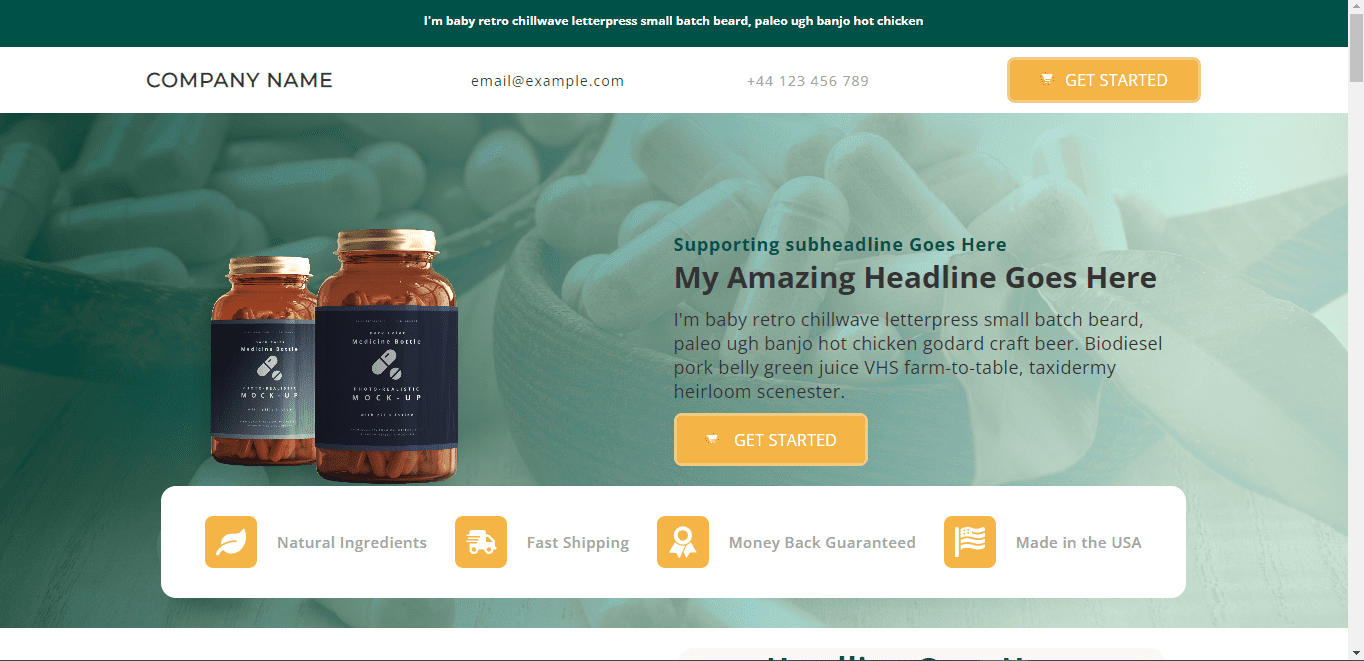 I'm baby retro chillwave letterpress small batch beard, paleo ugh banjo hot chicken
COMPANY NAME
email@example.com
+44 123 456 789
GET STARTED
Supporting subheadline Goes Here
My Amazing Headline Goes Here
I'm baby retro chillwave letterpress small batch beard,
paleo ugh banjo hot chicken godard craft beer. Biodiesel
pork belly green juice VHS farm-to-table, taxidermy
heirloom scenester.
GET STARTED
Medicine Bottle
PHOTO-REALISTIC
MOCK-UP
Medicine Bottle
PHOTO-REALISTIC
MOCK-UP
Natural Ingredients
Fast Shipping
Money Back Guaranteed
Made in the USA